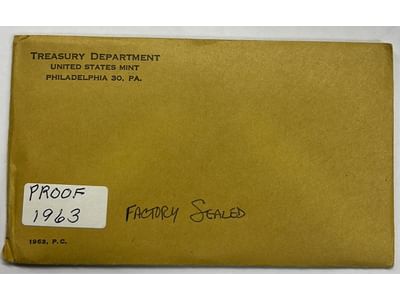 TREASURY DEPARTMENT
UNITED STATES MINT
PHILADELPHIA 30, PA.
PROOF
1963
FACTORY SEALED
1963, P.C.